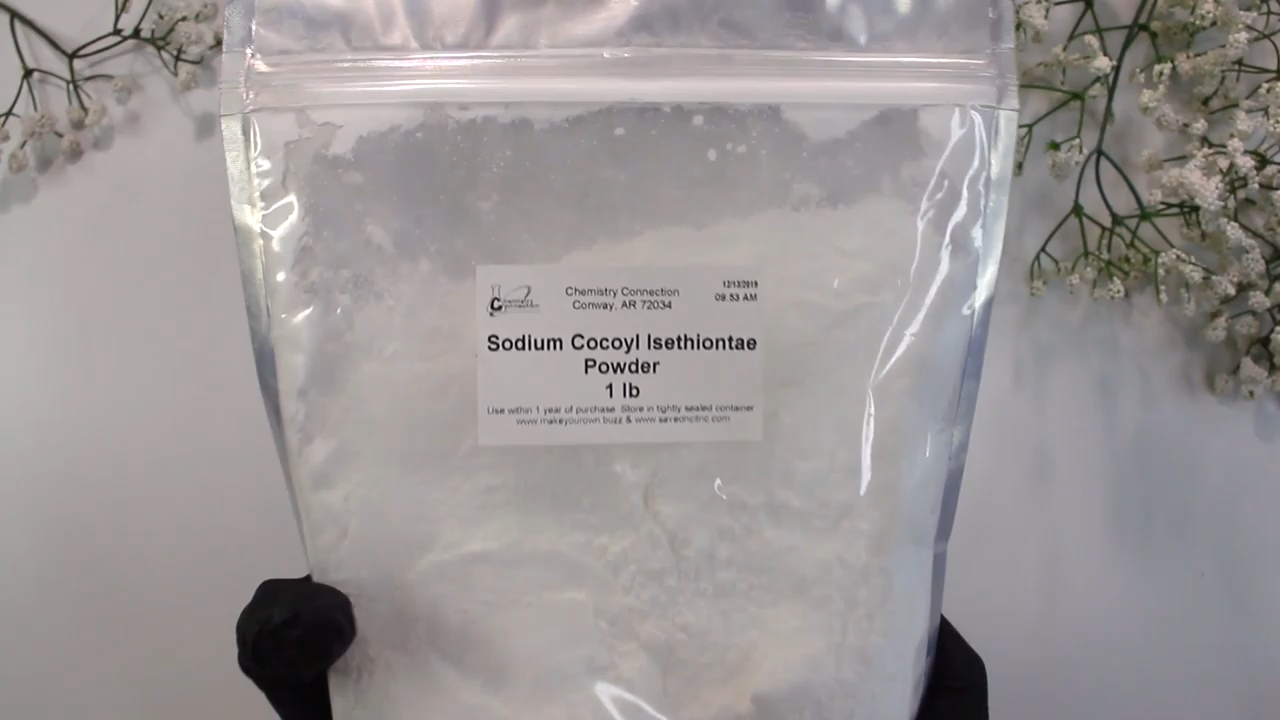 Chemistry Connection
Conway, AR 72034
12/13/2019
09:53 AM
Sodium Cocoyl Isethiontae
Powder
1 lb
Use within 1 year of purchase. Store in tightly sealed container
www.makeyourown.buzz & www.saveoncitric.com